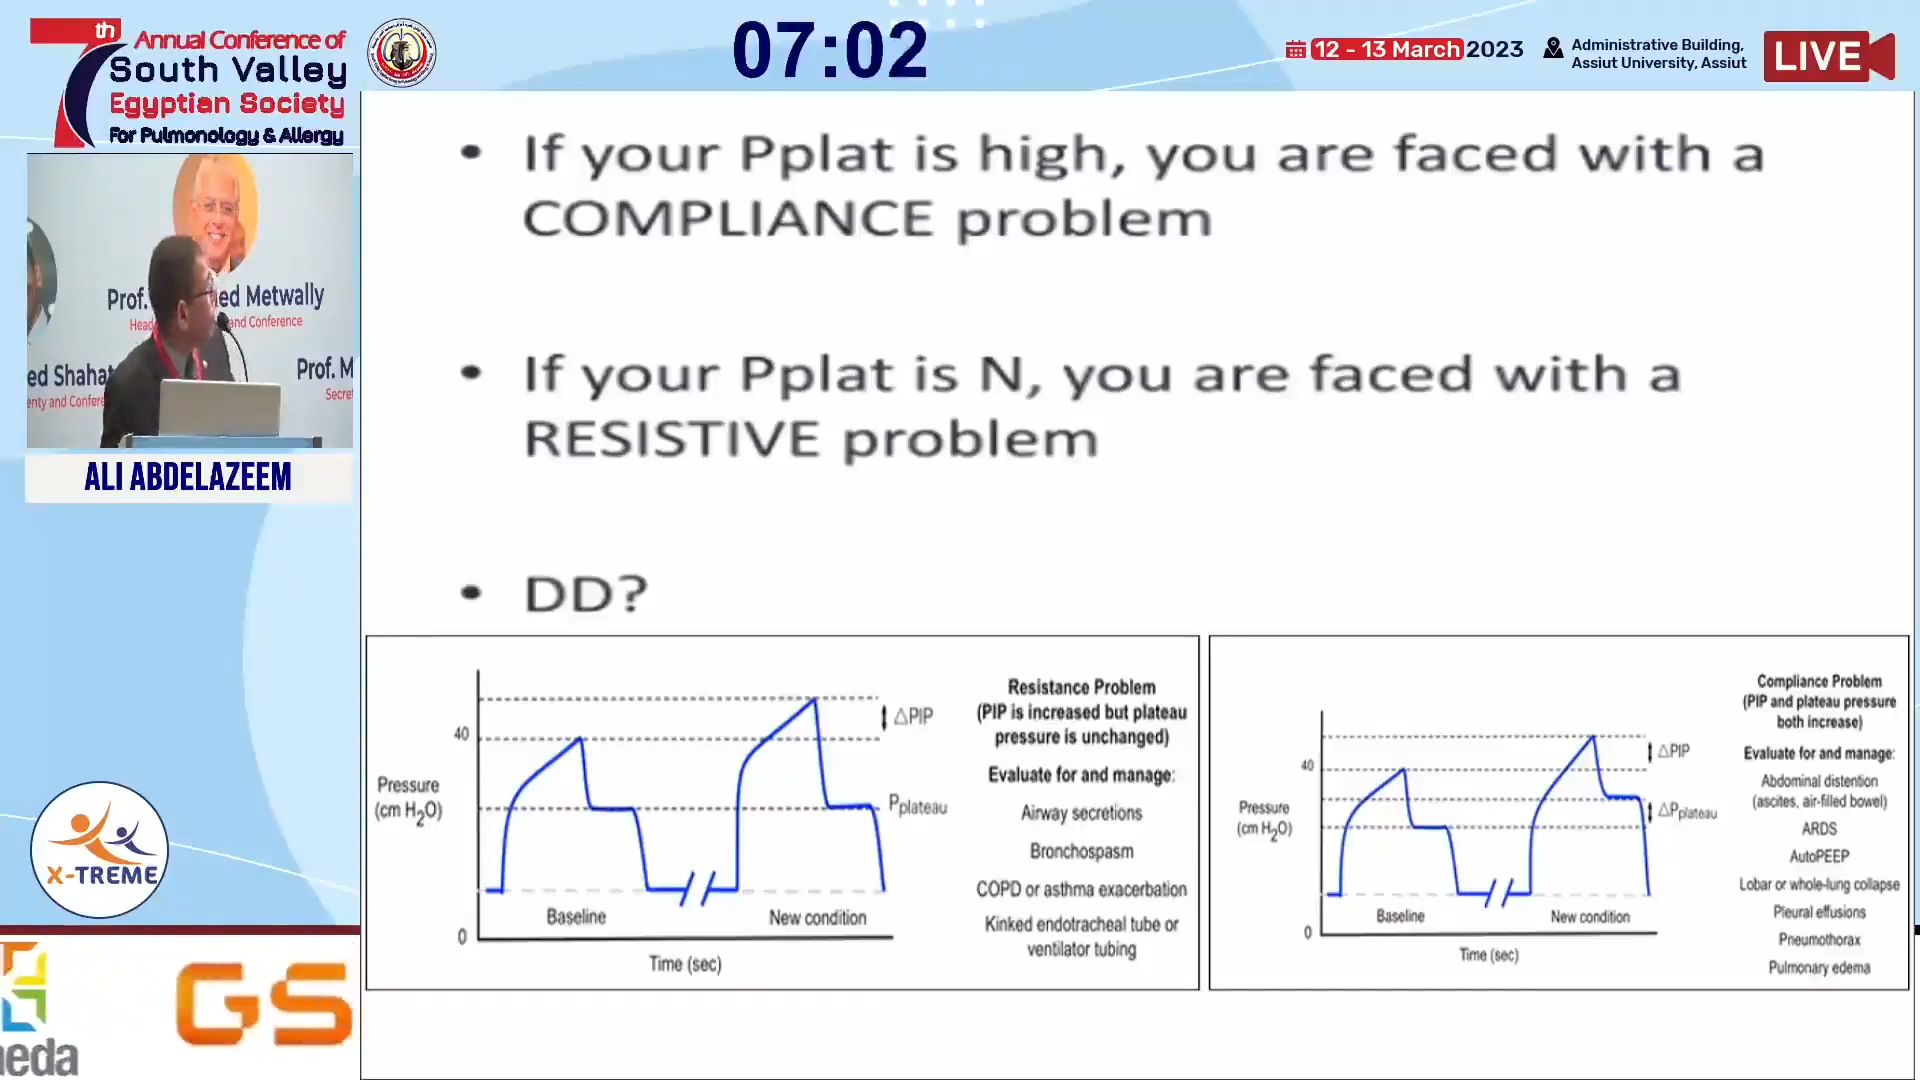 7th
Annual Conference of
South Valley
Egyptian Society
For Pulmonology & Allergy
07:02
12 - 13 March 2023
Administrative Building,
Assiut University, Assiut
LIVE
• If your Pplat is high, you are faced with a
COMPLIANCE problem
• If your Pplat is N, you are faced with a
RESISTIVE problem
• DD?
Prof. ed Metwally
Head and Conference
ed Shahat
enty and Confere
Prof. M
Secret
ALI ABDELAZEEM
X-TREME
GS
neda
Pressure
(cm H2O)
40
0
△PIP
Pplateau
Baseline
New condition
Time (sec)
Resistance Problem
(PIP is increased but plateau
pressure is unchanged)
Evaluate for and manage:
Airway secretions
Bronchospasm
COPD or asthma exacerbation
Kinked endotracheal tube or
ventilator tubing
Pressure
(cm H2O)
40
0
△PIP
△Pplateau
Baseline
New condition
Time (sec)
Compliance Problem
(PIP and plateau pressure
both increase)
Evaluate for and manage:
Abdominal distention
(ascites, air-filled bowel)
ARDS
AutoPEEP
Lobar or whole-lung collapse
Pleural effusions
Pneumothorax
Pulmonary edema